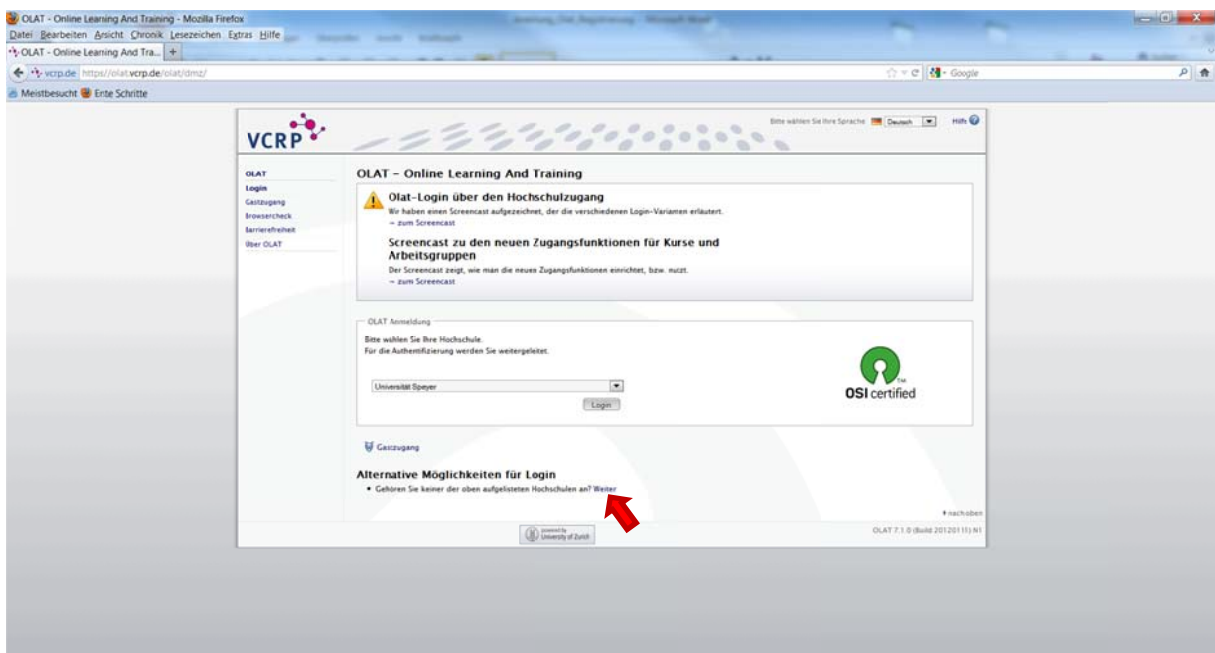 OLAT - Online Learning And Training - Mozilla Firefox
Datei Bearbeiten Ansicht Chronik Lesezeichen Extras Hilfe
OLAT - Online Learning And Tra... +
vcrp.de https://olat.vcrp.de/olat/dmz/
Google
Meistbesucht Erste Schritte
VCRP
Bitte wählen Sie Ihre Sprache Deutsch Hilfe
OLAT
Login
Gastzugang
Browsercheck
Barrierefreiheit
Über OLAT
OLAT – Online Learning And Training
Olat-Login über den Hochschulzugang
Wir haben einen Screencast aufgezeichnet, der die verschiedenen Login-Varianten erläutert.
→ zum Screencast
Screencast zu den neuen Zugangsfunktionen für Kurse und
Arbeitsgruppen
Der Screencast zeigt, wie man die neuen Zugangsfunktionen einrichtet, bzw. nutzt.
→ zum Screencast
OLAT Anmeldung
Bitte wählen Sie Ihre Hochschule.
Für die Authentifizierung werden Sie weitergeleitet.
Universität Speyer
Login
OSI certified
TM
Gastzugang
Alternative Möglichkeiten für Login
• Gehören Sie keiner der oben aufgelisteten Hochschulen an? Weiter
nach oben
powered by
University of Zurich
OLAT 7.1.0 (Build 20120111) N1